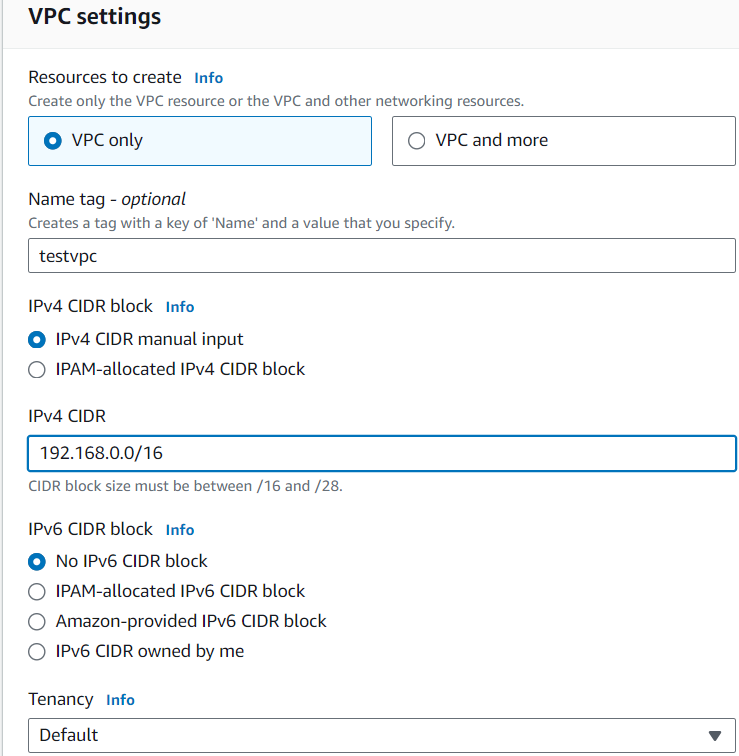 VPC settings
Resources to create Info
Create only the VPC resource or the VPC and other networking resources.
VPC only
VPC and more
Name tag - optional
Creates a tag with a key of 'Name' and a value that you specify.
testvpc
IPv4 CIDR block Info
IPv4 CIDR manual input
IPAM-allocated IPv4 CIDR block
IPv4 CIDR
192.168.0.0/16
CIDR block size must be between /16 and /28.
IPv6 CIDR block Info
No IPv6 CIDR block
IPAM-allocated IPv6 CIDR block
Amazon-provided IPv6 CIDR block
IPv6 CIDR owned by me
Tenancy Info
Default